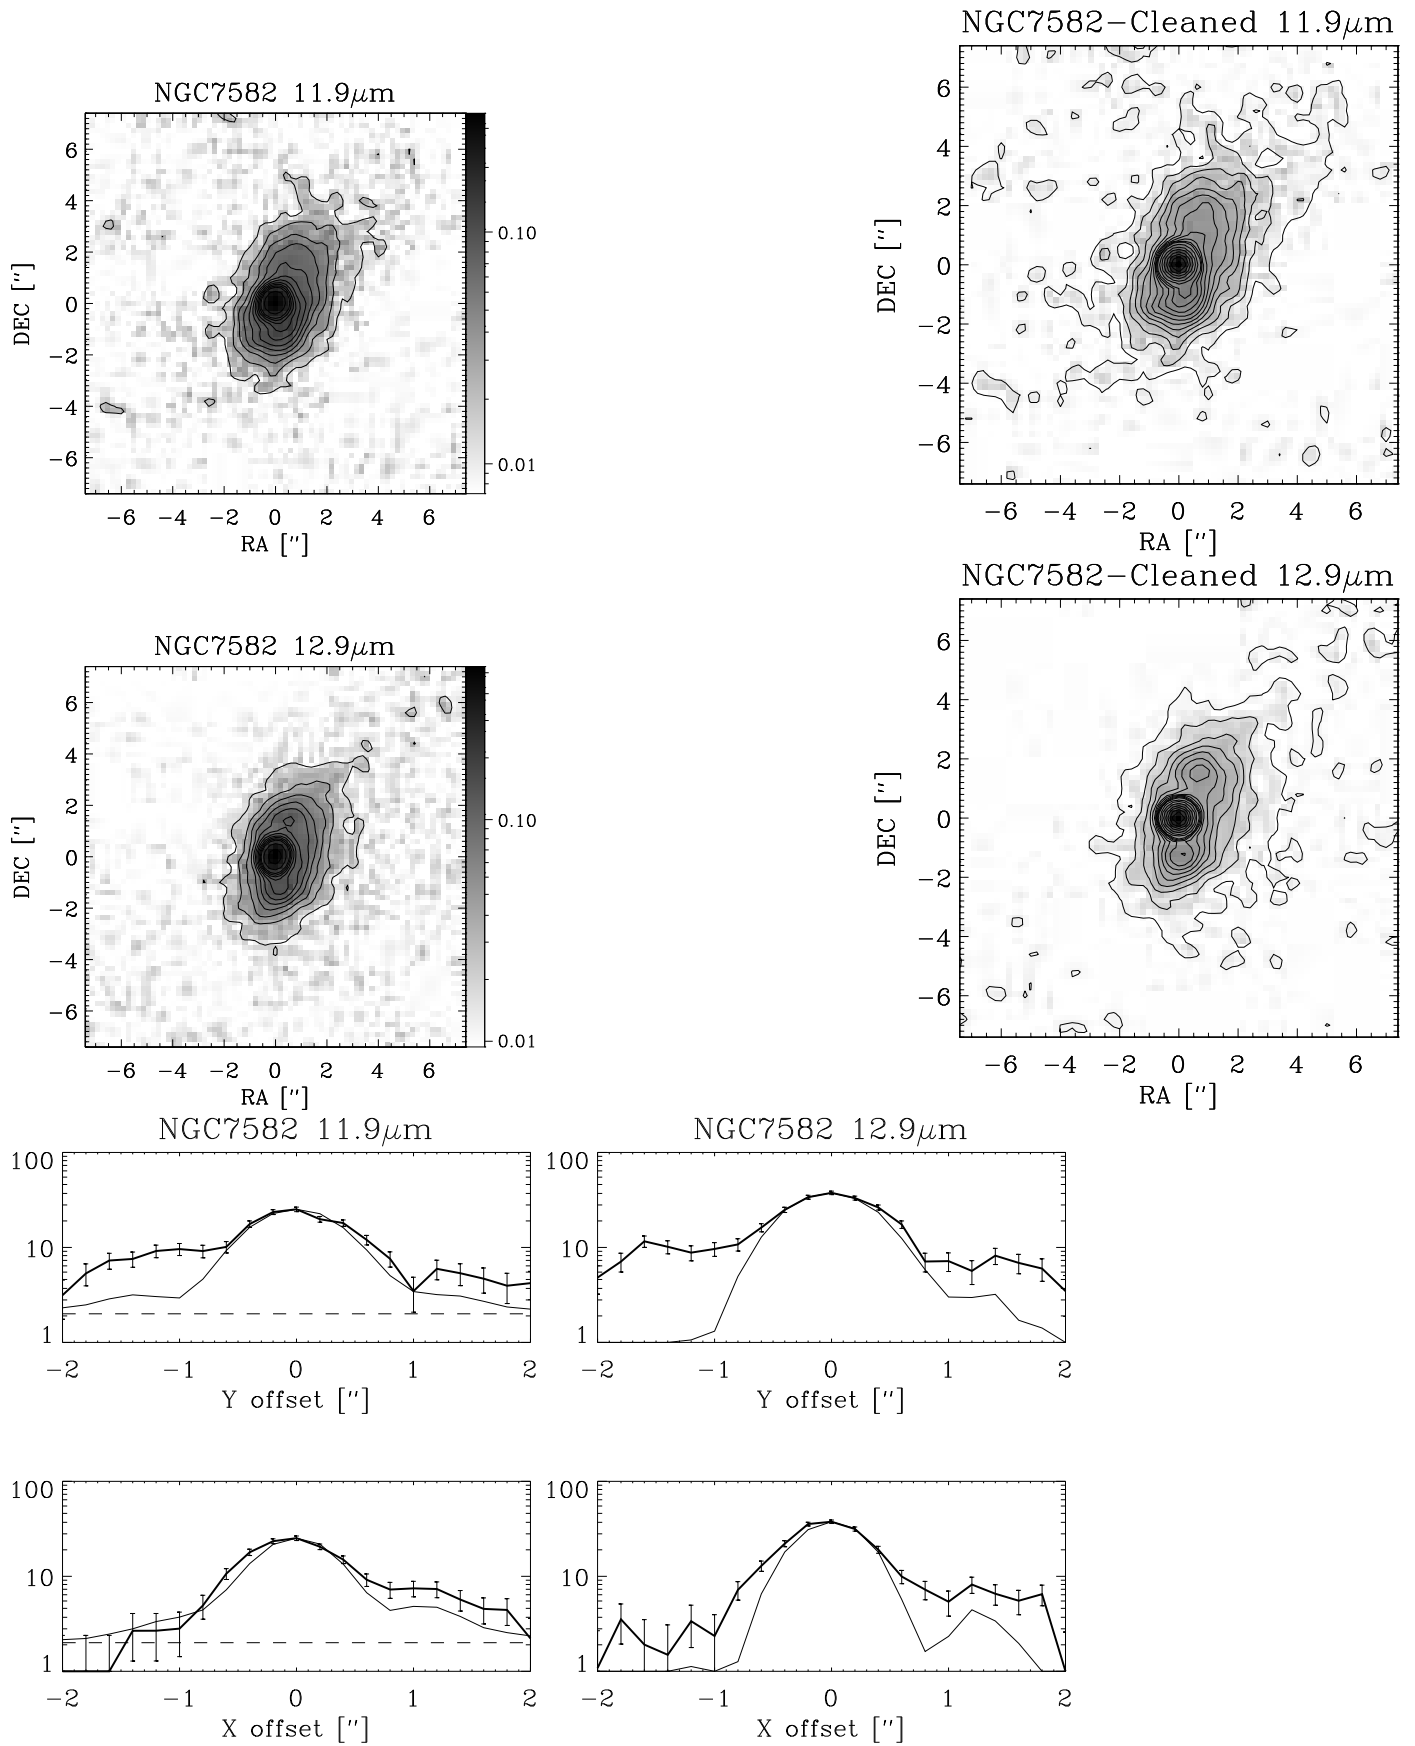 NGC7582-Cleaned 11.9μm
NGC7582 11.9μm
6
4
2
0
−2
−4
−6
DEC ["]
0.10
0.01
−6 −4 −2 0 2 4 6
RA ["]
6
4
2
0
−2
−4
−6
DEC ["]
−6 −4 −2 0 2 4 6
RA ["]
NGC7582-Cleaned 12.9μm
NGC7582 12.9μm
6
4
2
0
−2
−4
−6
DEC ["]
0.10
0.01
−6 −4 −2 0 2 4 6
RA ["]
6
4
2
0
−2
−4
−6
DEC ["]
−6 −4 −2 0 2 4 6
RA ["]
NGC7582 11.9μm
100
10
1
−2 −1 0 1 2
Y offset ["]
NGC7582 12.9μm
100
10
1
−2 −1 0 1 2
Y offset ["]
100
10
1
−2 −1 0 1 2
X offset ["]
100
10
1
−2 −1 0 1 2
X offset ["]